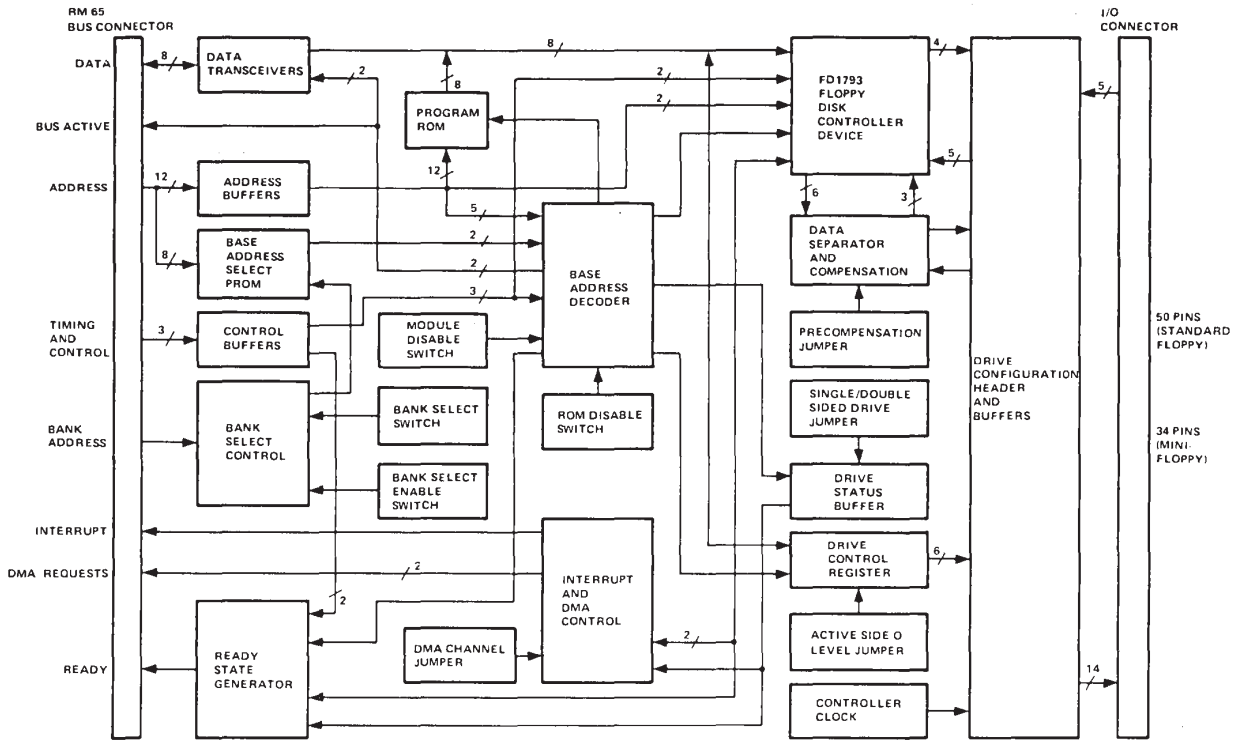 RM 65
BUS CONNECTOR
I/O
CONNECTOR
DATA
8
DATA
TRANSCEIVERS
2
8
8
PROGRAM
ROM
2
2
FD1793
FLOPPY
DISK
CONTROLLER
DEVICE
4
5
5
BUS ACTIVE
ADDRESS
12
ADDRESS
BUFFERS
12
5
8
BASE
ADDRESS
SELECT
PROM
2
2
3
BASE
ADDRESS
DECODER
6
3
DATA
SEPARATOR
AND
COMPENSATION
TIMING
AND
CONTROL
3
CONTROL
BUFFERS
MODULE
DISABLE
SWITCH
PRECOMPENSATION
JUMPER
DRIVE
CONFIGURATION
HEADER
AND
BUFFERS
50 PINS
(STANDARD
FLOPPY)
BANK
ADDRESS
BANK
SELECT
CONTROL
BANK SELECT
SWITCH
ROM DISABLE
SWITCH
SINGLE/DOUBLE
SIDED DRIVE
JUMPER
34 PINS
(MINI-
FLOPPY)
BANK SELECT
ENABLE
SWITCH
DRIVE
STATUS
BUFFER
INTERRUPT
DMA REQUESTS
2
2
INTERRUPT
AND
DMA
CONTROL
DRIVE
CONTROL
REGISTER
6
READY
READY
STATE
GENERATOR
DMA CHANNEL
JUMPER
2
ACTIVE SIDE O
LEVEL JUMPER
CONTROLLER
CLOCK
14